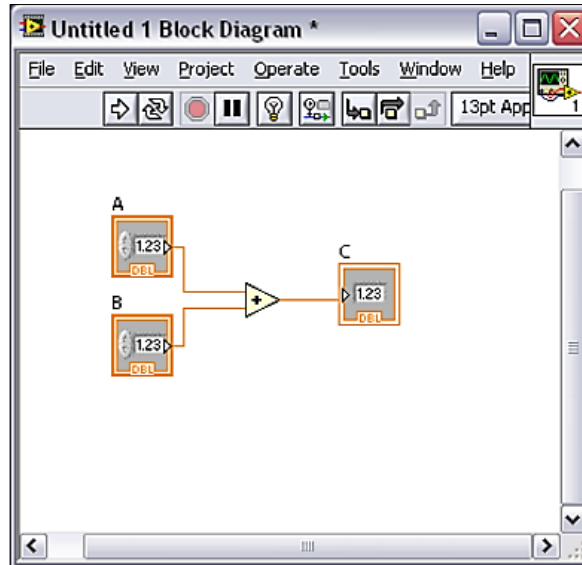 Untitled 1 Block Diagram *
File Edit View Project Operate Tools Window Help
13pt App
1
A
1.23
DBL
B
1.23
DBL
+
C
1.23
DBL